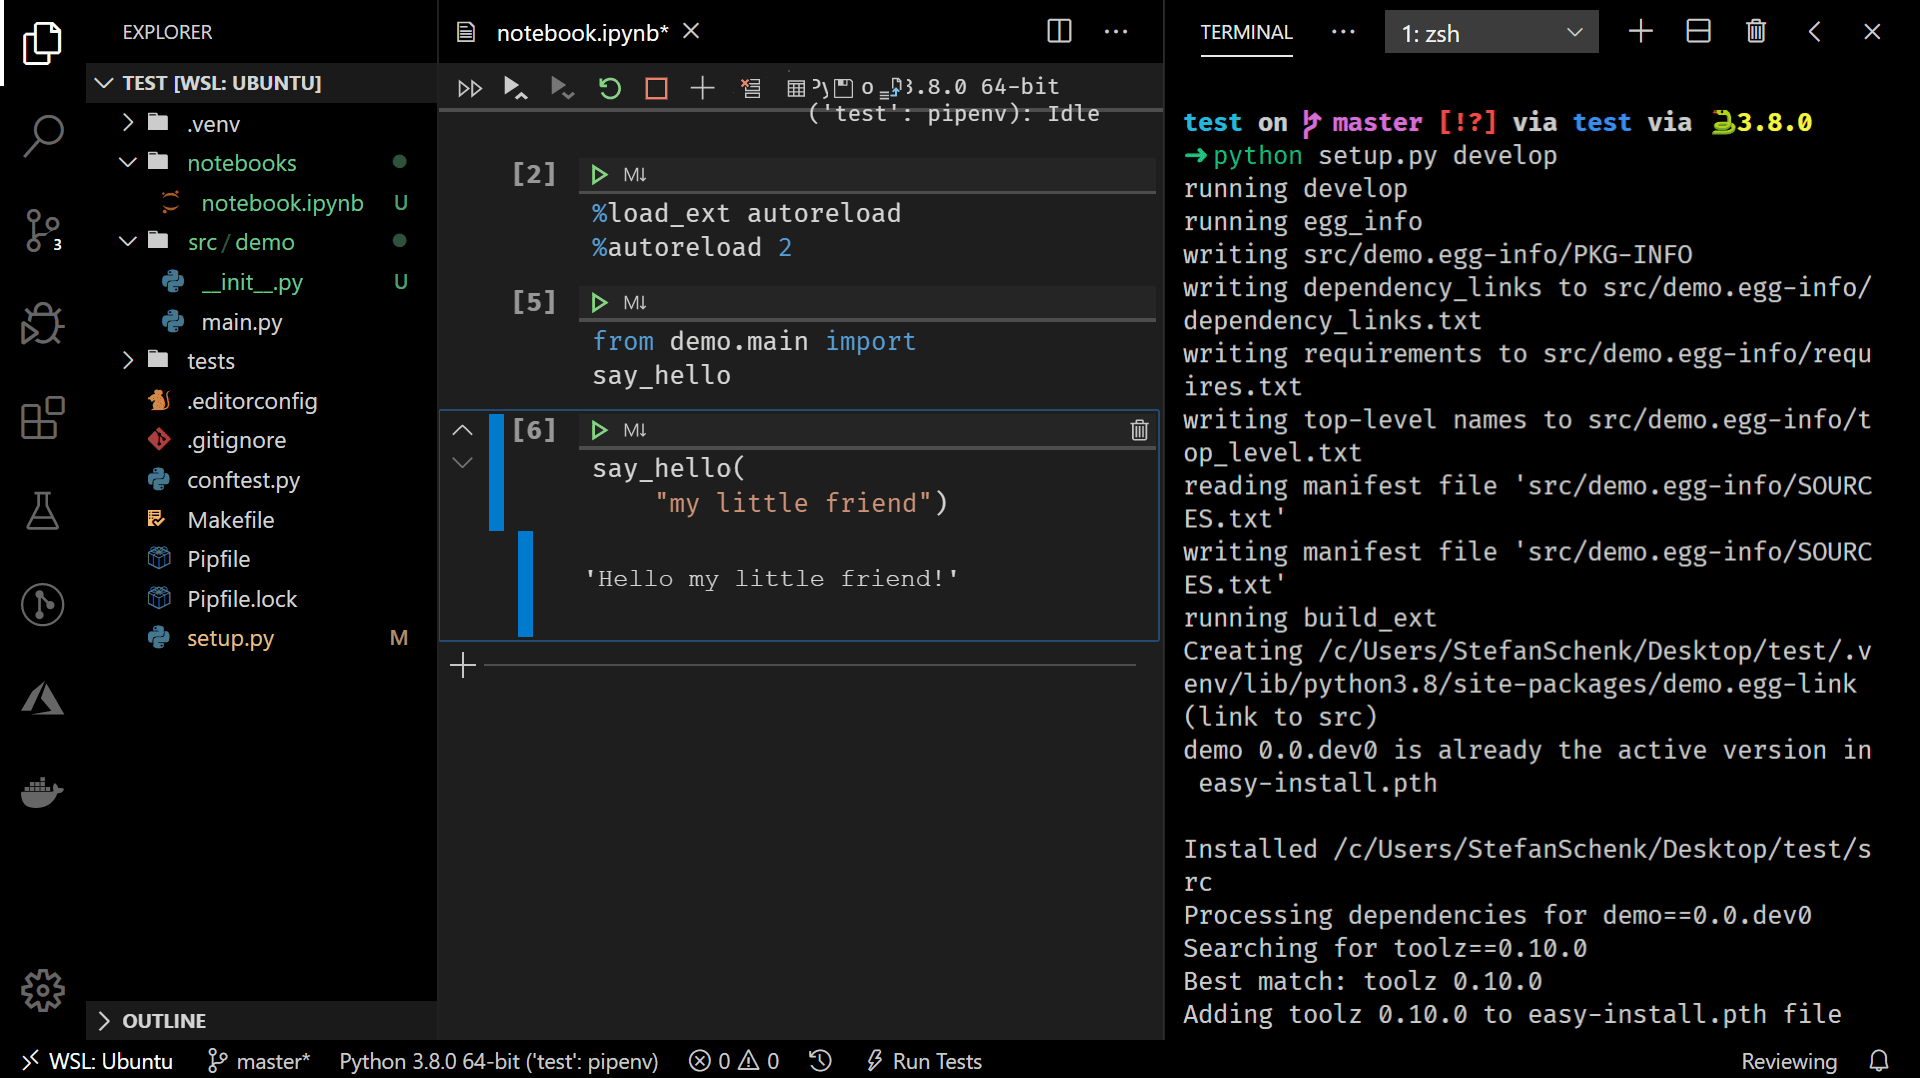 EXPLORER
TEST [WSL: UBUNTU]
.venv
notebooks
notebook.ipynb U
src / demo
__init__.py U
main.py
tests
.editorconfig
.gitignore
conftest.py
Makefile
Pipfile
Pipfile.lock
setup.py M
OUTLINE
3
notebook.ipynb*
3.8.0 64-bit
('test': pipenv): Idle
[2] M↓
%load_ext autoreload
%autoreload 2
[5] M↓
from demo.main import
say_hello
[6] M↓
say_hello(
"my little friend")
'Hello my little friend!'
TERMINAL
1: zsh
test on master [!?] via test via 3.8.0
➜ python setup.py develop
running develop
running egg_info
writing src/demo.egg-info/PKG-INFO
writing dependency_links to src/demo.egg-info/
dependency_links.txt
writing requirements to src/demo.egg-info/requ
ires.txt
writing top-level names to src/demo.egg-info/t
op_level.txt
reading manifest file 'src/demo.egg-info/SOURC
ES.txt'
writing manifest file 'src/demo.egg-info/SOURC
ES.txt'
running build_ext
Creating /c/Users/StefanSchenk/Desktop/test/.v
env/lib/python3.8/site-packages/demo.egg-link
(link to src)
demo 0.0.dev0 is already the active version in
easy-install.pth
Installed /c/Users/StefanSchenk/Desktop/test/s
rc
Processing dependencies for demo==0.0.dev0
Searching for toolz==0.10.0
Best match: toolz 0.10.0
Adding toolz 0.10.0 to easy-install.pth file
WSL: Ubuntu master* Python 3.8.0 64-bit ('test': pipenv) 0 0 Run Tests Reviewing